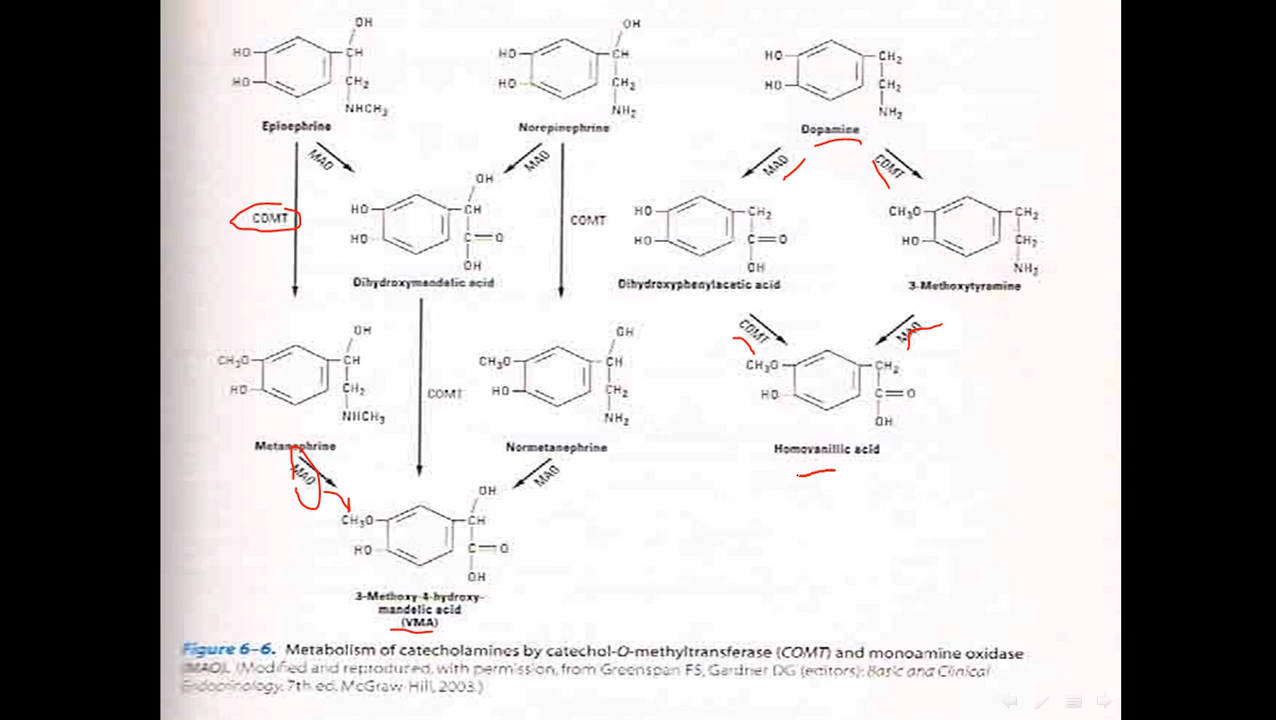 OH
OH
HO
CH
HO
CH
HO
CH₂
HO
CH₂
HO
CH₂
HO
CH₂
NHCH₃
NH₂
NH₂
Epinephrine
Norepinephrine
Dopamine
MAO
MAO
MAO
COMT
OH
HO
CH
HO
CH₂
CH₃O
CH₂
COMT
COMT
HO
C=O
HO
C=O
HO
CH₂
OH
OH
NH₂
Dihydroxymandelic acid
Dihydroxyphenylacetic acid
3-Methoxytyramine
OH
OH
COMT
MAO
CH₃O
CH
CH₃O
CH
CH₃O
CH₂
HO
CH₂
COMT
HO
CH₂
HO
C=O
NHCH₃
NH₂
OH
Metanephrine
Normetanephrine
Homovanillic acid
MAO
MAO
OH
CH₃O
CH
HO
C=O
OH
3-Methoxy-4-hydroxy-
mandelic acid
(VMA)
Figure 6–6. Metabolism of catecholamines by catechol-O-methyltransferase (COMT) and monoamine oxidase
(MAO). (Modified and reproduced, with permission, from Greenspan FS, Gardner DG [editors]: Basic and Clinical
Endocrinology, 7th ed. McGraw-Hill, 2003.)